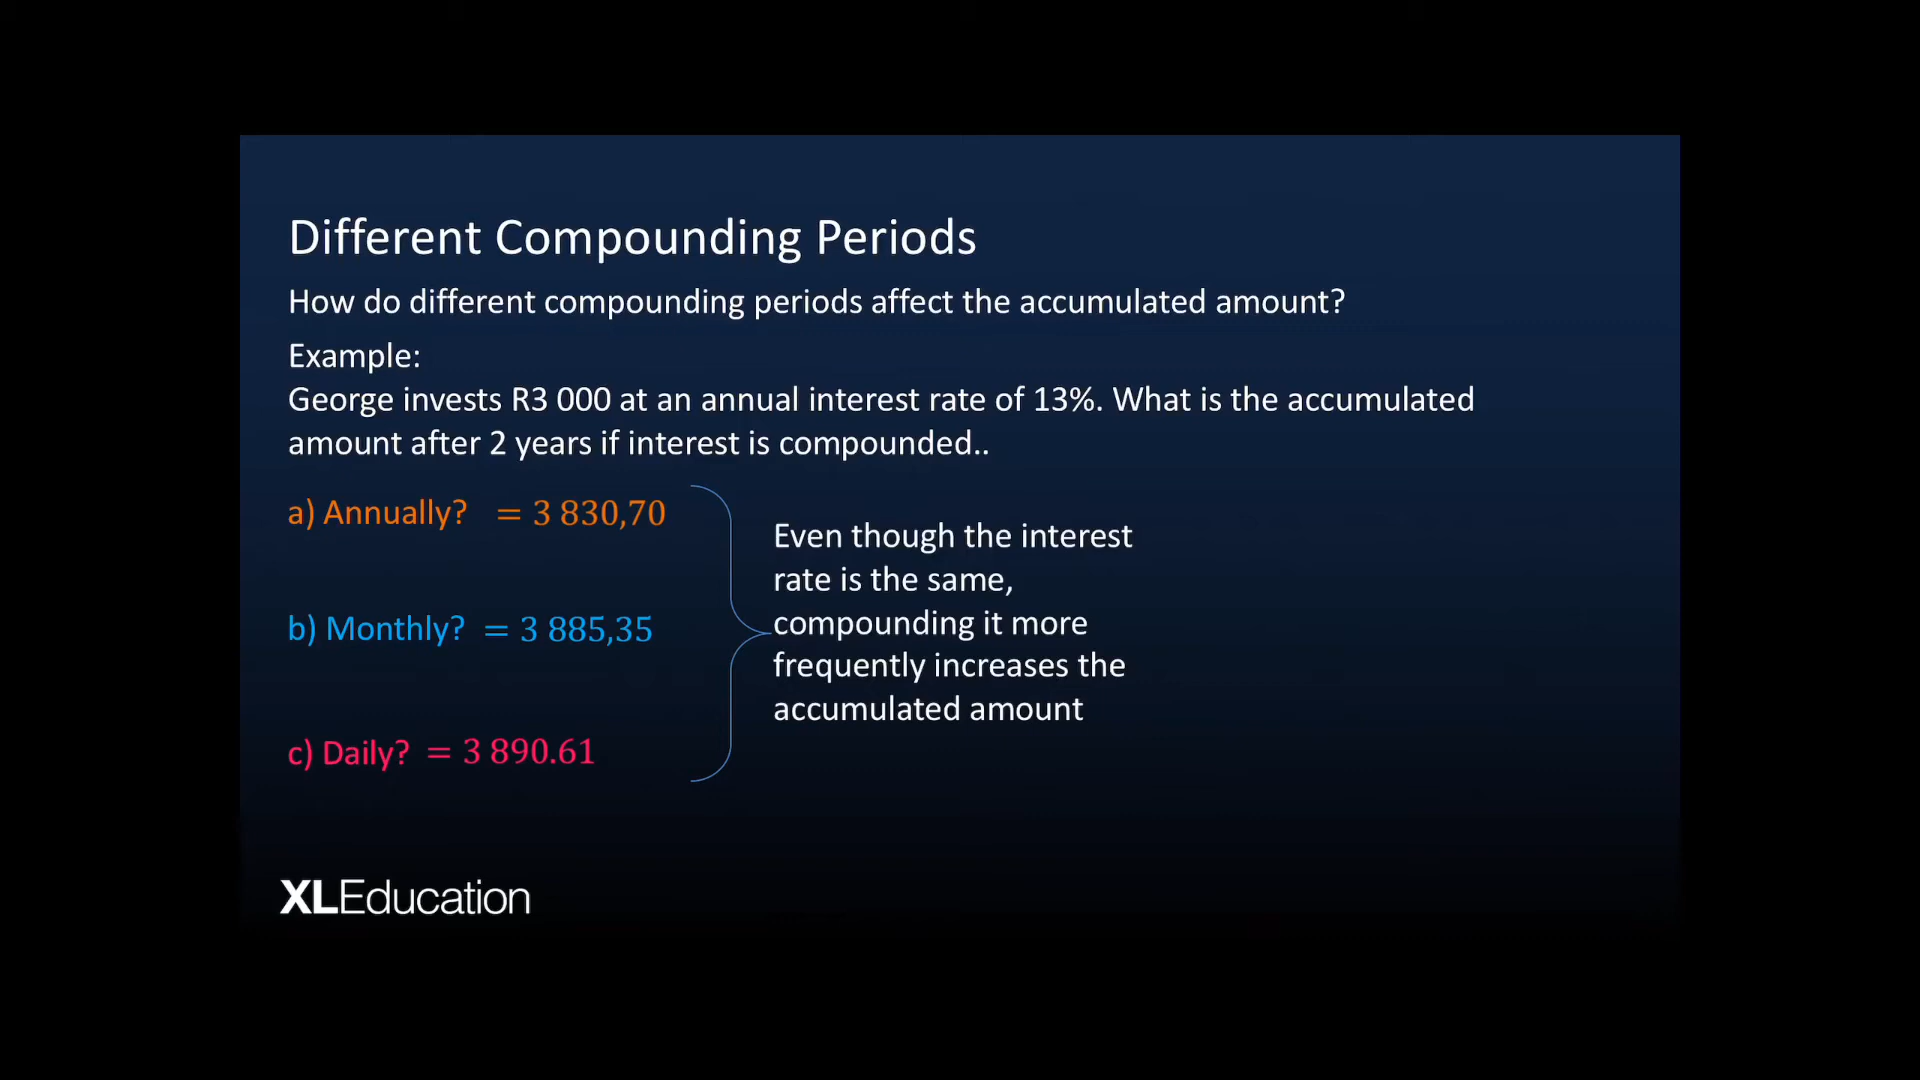 Different Compounding Periods
How do different compounding periods affect the accumulated amount?
Example:
George invests R3 000 at an annual interest rate of 13%. What is the accumulated
amount after 2 years if interest is compounded..
a) Annually? = 3 830,70
Even though the interest
rate is the same,
compounding it more
frequently increases the
accumulated amount
b) Monthly? = 3 885,35
c) Daily? = 3 890.61
XLEducation